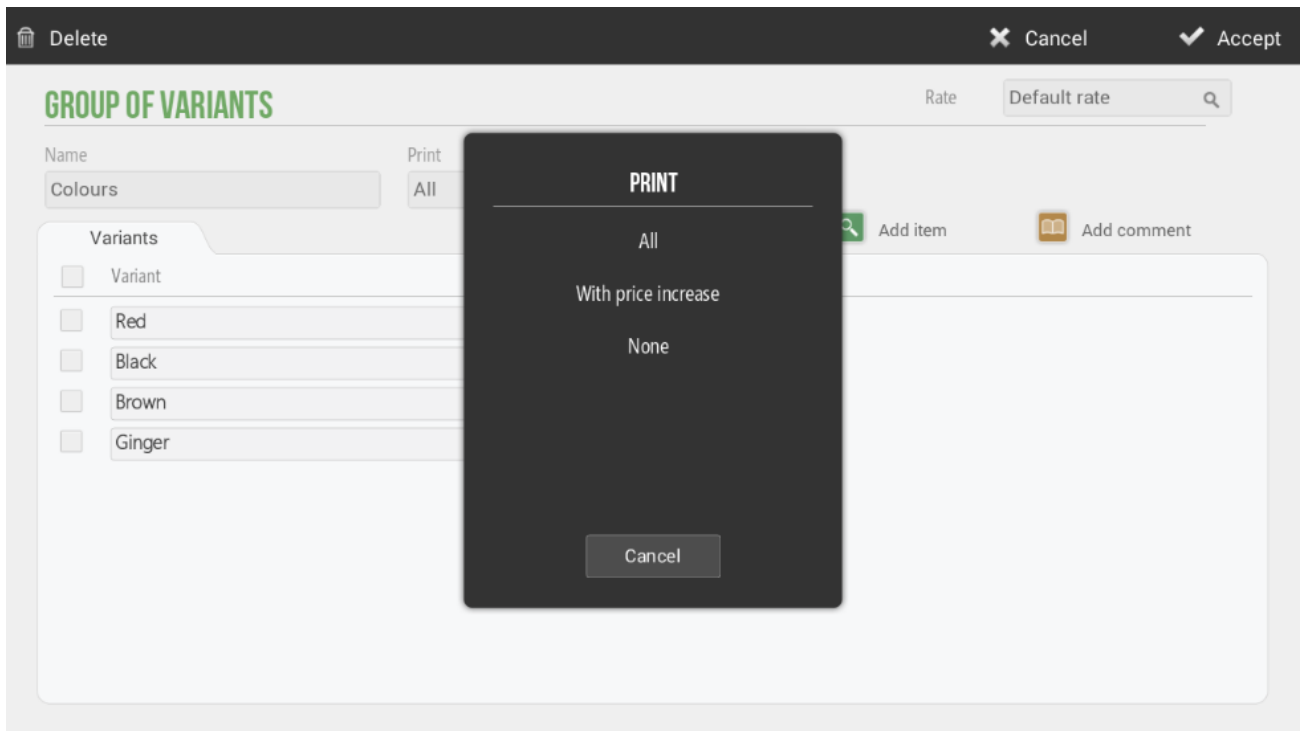 Delete
Cancel
Accept
GROUP OF VARIANTS
Rate
Default rate
Name
Print
Colours
All
PRINT
All
With price increase
None
Cancel
Add item
Add comment
Variants
Variant
Red
Black
Brown
Ginger